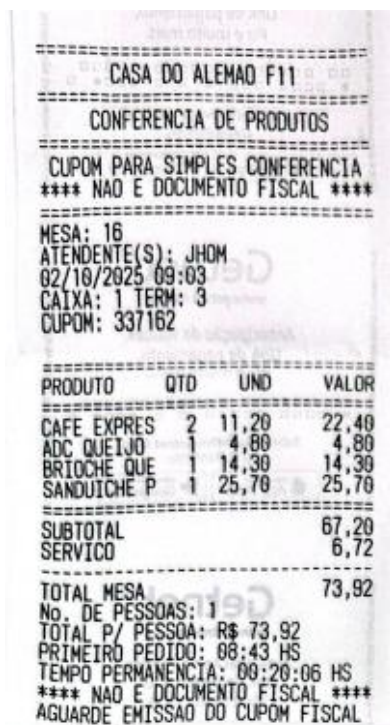 ==============================
CASA DO ALEMAO F11
==============================
CONFERENCIA DE PRODUTOS
==============================
CUPOM PARA SIMPLES CONFERENCIA
**** NAO E DOCUMENTO FISCAL ****
==============================
MESA: 16
ATENDENTE(S): JHOM
02/10/2025 09:03
CAIXA: 1 TERM: 3
CUPOM: 337162
==============================
PRODUTO QTD UND VALOR
==============================
CAFE EXPRES 2 11,20 22,40
ADC QUEIJO 1 4,80 4,80
BRIOCHE QUE 1 14,30 14,30
SANDUICHE P 1 25,70 25,70
==============================
SUBTOTAL 67,20
SERVICO 6,72
------------------------------
TOTAL MESA 73,92
No. DE PESSOAS: 1
TOTAL P/ PESSOA: R$ 73,92
PRIMEIRO PEDIDO: 08:43 HS
TEMPO PERMANENCIA: 00:20:06 HS
**** NAO E DOCUMENTO FISCAL ****
AGUARDE EMISSAO DO CUPOM FISCAL